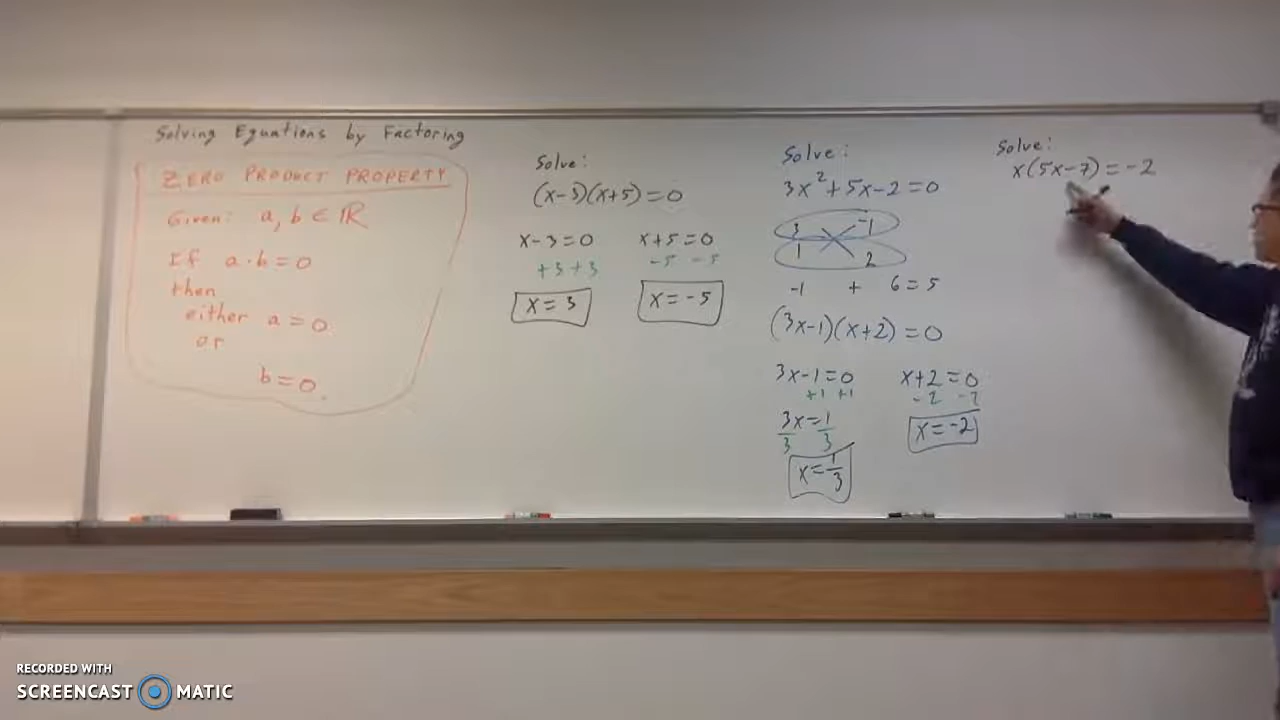 Solving Equations by Factoring
ZERO PRODUCT PROPERTY
Given: a, b ∈ ℝ
If a·b = 0
then
either a = 0
or
b = 0
Solve:
(x-3)(x+5)=0
x-3=0 x+5=0
+3 +3 -5 -5
x=3 x=-5
Solve:
3x²+5x-2=0
3 -1
1 2
-1 + 6=5
(3x-1)(x+2)=0
3x-1=0 x+2=0
+1 +1 -2 -2
3x=1
3 3
x=1/3 x=-2
Solve:
x(5x-7)=-2
RECORDED WITH
SCREENCAST MATIC